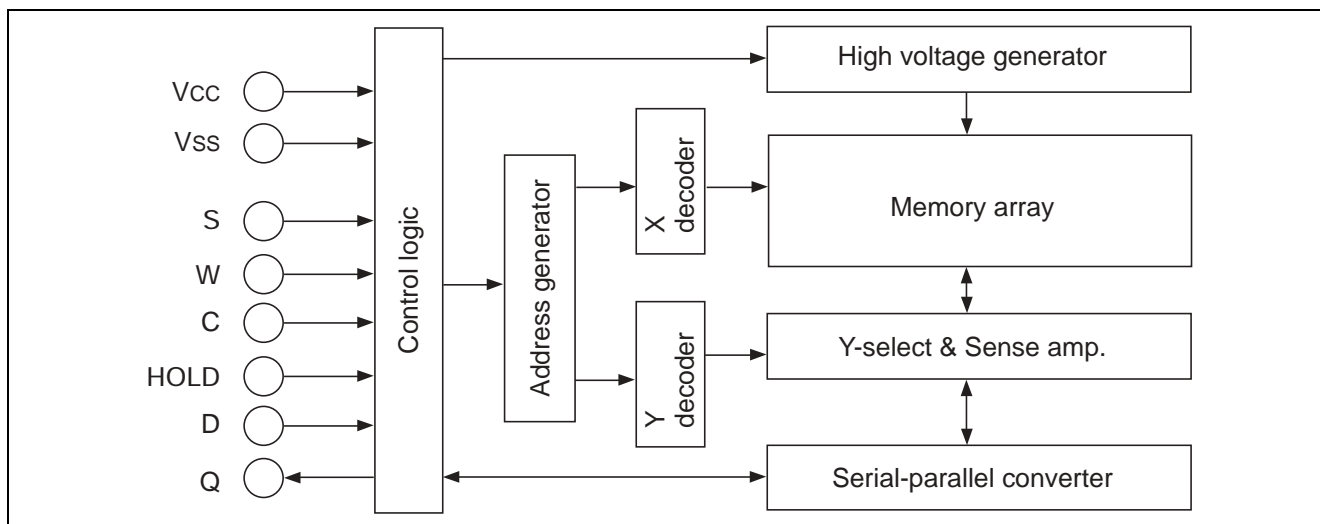 Vcc
Vss
S
W
C
HOLD
D
Q
Control logic
Address generator
X
decoder
Y
decoder
High voltage generator
Memory array
Y-select & Sense amp.
Serial-parallel converter